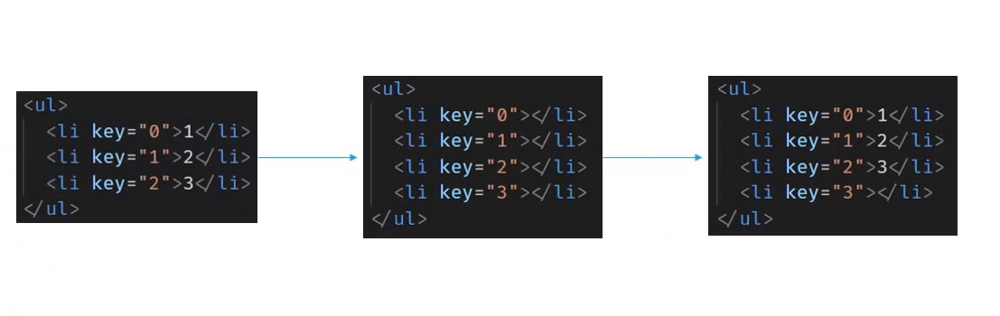 <ul>
<li key="0">1</li>
<li key="1">2</li>
<li key="2">3</li>
</ul>
<ul>
<li key="0"></li>
<li key="1"></li>
<li key="2"></li>
<li key="3"></li>
</ul>
<ul>
<li key="0">1</li>
<li key="1">2</li>
<li key="2">3</li>
<li key="3"></li>
</ul>